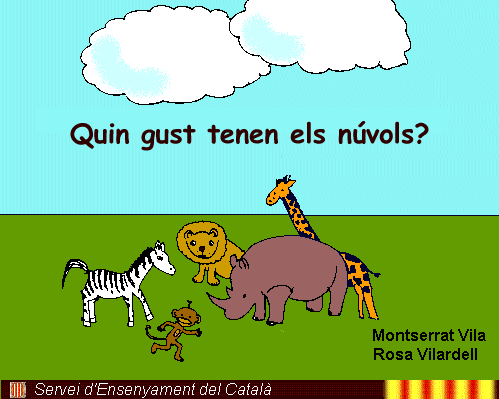 Quin gust tenen els núvols?
Montserrat Vila
Rosa Vilardell
Servei d'Ensenyament del Català